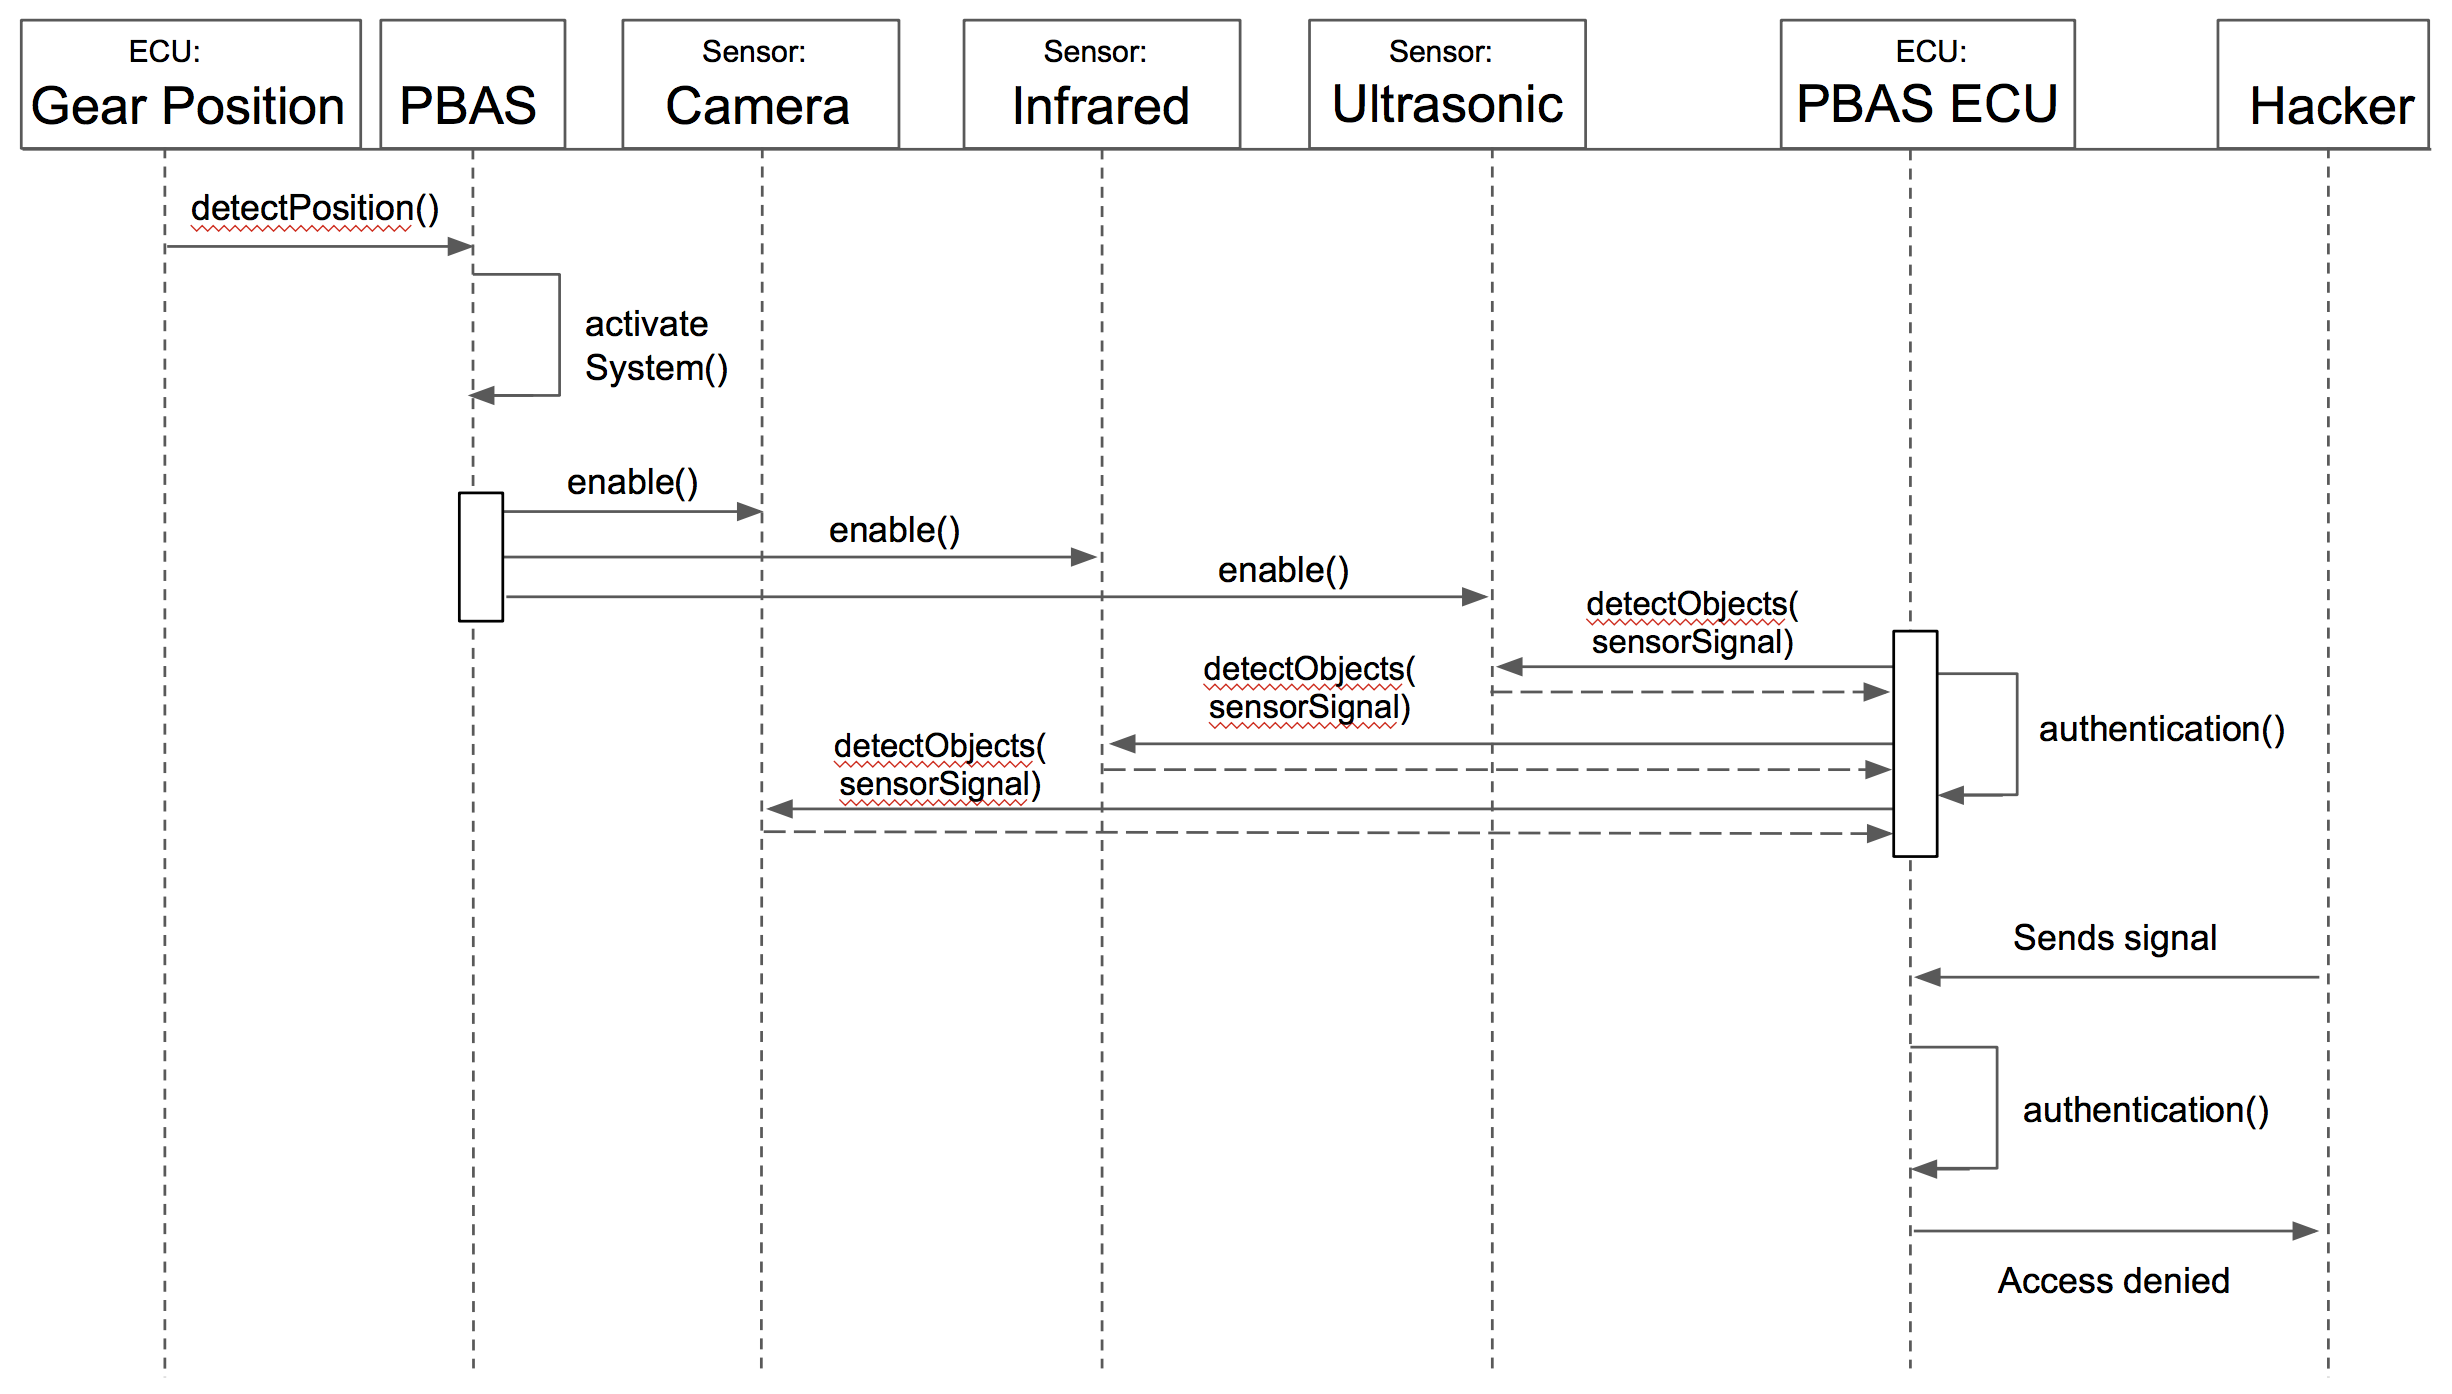 ECU:
Gear Position
PBAS
Sensor:
Camera
Sensor:
Infrared
Sensor:
Ultrasonic
ECU:
PBAS ECU
Hacker
detectPosition()
activate
System()
enable()
enable()
enable()
detectObjects(
sensorSignal)
detectObjects(
sensorSignal)
detectObjects(
sensorSignal)
authentication()
Sends signal
authentication()
Access denied